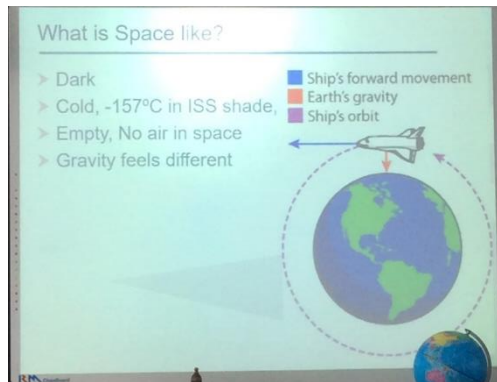 What is Space like?
Dark
Cold, -157ºC in ISS shade,
Empty, No air in space
Gravity feels different
Ship's forward movement
Earth's gravity
Ship's orbit
RM